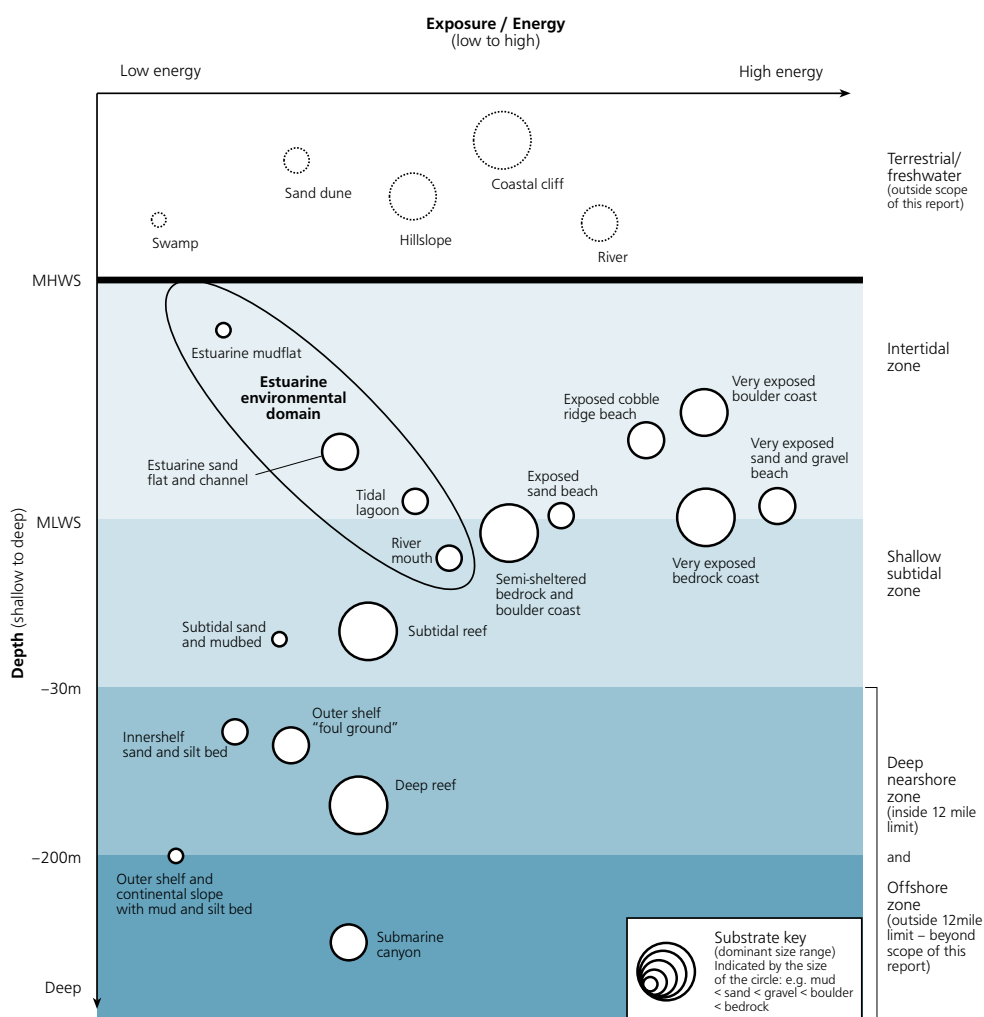 Exposure / Energy
(low to high)
Low energy
High energy
Coastal cliff
Sand dune
Hillslope
Swamp
River
Terrestrial/
freshwater
(outside scope
of this report)
MHWS
Estuarine mudflat
Estuarine
environmental
domain
Intertidal
zone
Very exposed
boulder coast
Exposed cobble
ridge beach
Very exposed
sand and gravel
beach
Estuarine sand
flat and channel
Exposed
sand beach
Tidal
lagoon
MLWS
River
mouth
Semi-sheltered
bedrock and
boulder coast
Very exposed
bedrock coast
Shallow
subtidal
zone
Depth (shallow to deep)
Subtidal sand
and mudbed
Subtidal reef
–30m
Outer shelf
“foul ground”
Innershelf
sand and silt bed
Deep reef
Deep
nearshore
zone
(inside 12 mile
limit)
–200m
and
Outer shelf and
continental slope
with mud and silt bed
Offshore
zone
(outside 12mile
limit – beyond
scope of this
report)
Submarine
canyon
Deep
Substrate key
(dominant size range)
Indicated by the size
of the circle: e.g. mud
< sand < gravel < boulder
< bedrock